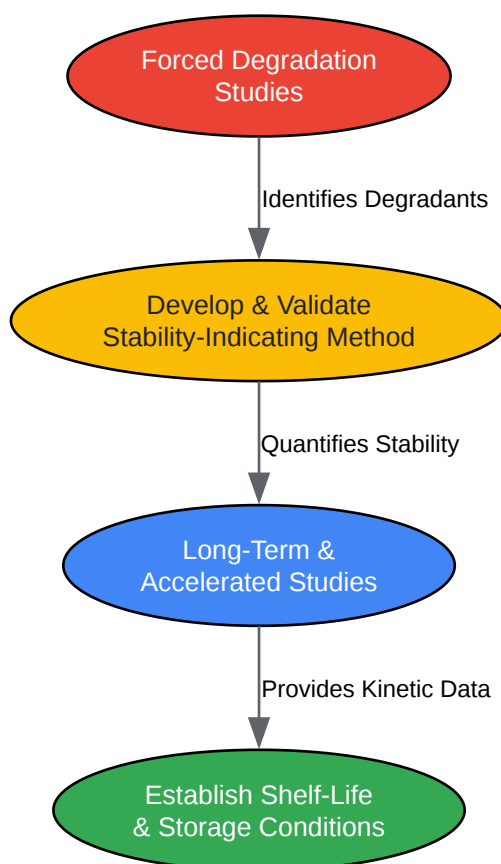 Forced Degradation
Studies
Identifies Degradants
Develop & Validate
Stability-Indicating Method
Quantifies Stability
Long-Term &
Accelerated Studies
Provides Kinetic Data
Establish Shelf-Life
& Storage Conditions